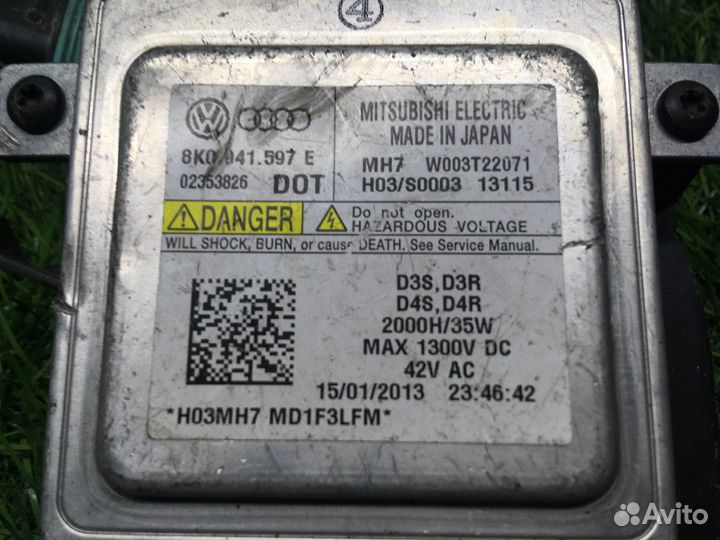 4
MITSUBISHI ELECTRIC
MADE IN JAPAN
8K0.941.597 E
02353826 DOT
MH7 W003T22071
H03/S0003 13115
DANGER
Do not open.
HAZARDOUS VOLTAGE
WILL SHOCK, BURN, or cause DEATH. See Service Manual.
D3S,D3R
D4S,D4R
2000H/35W
MAX 1300V DC
42V AC
15/01/2013 23:46:42
*H03MH7 MD1F3LFM*
Avito